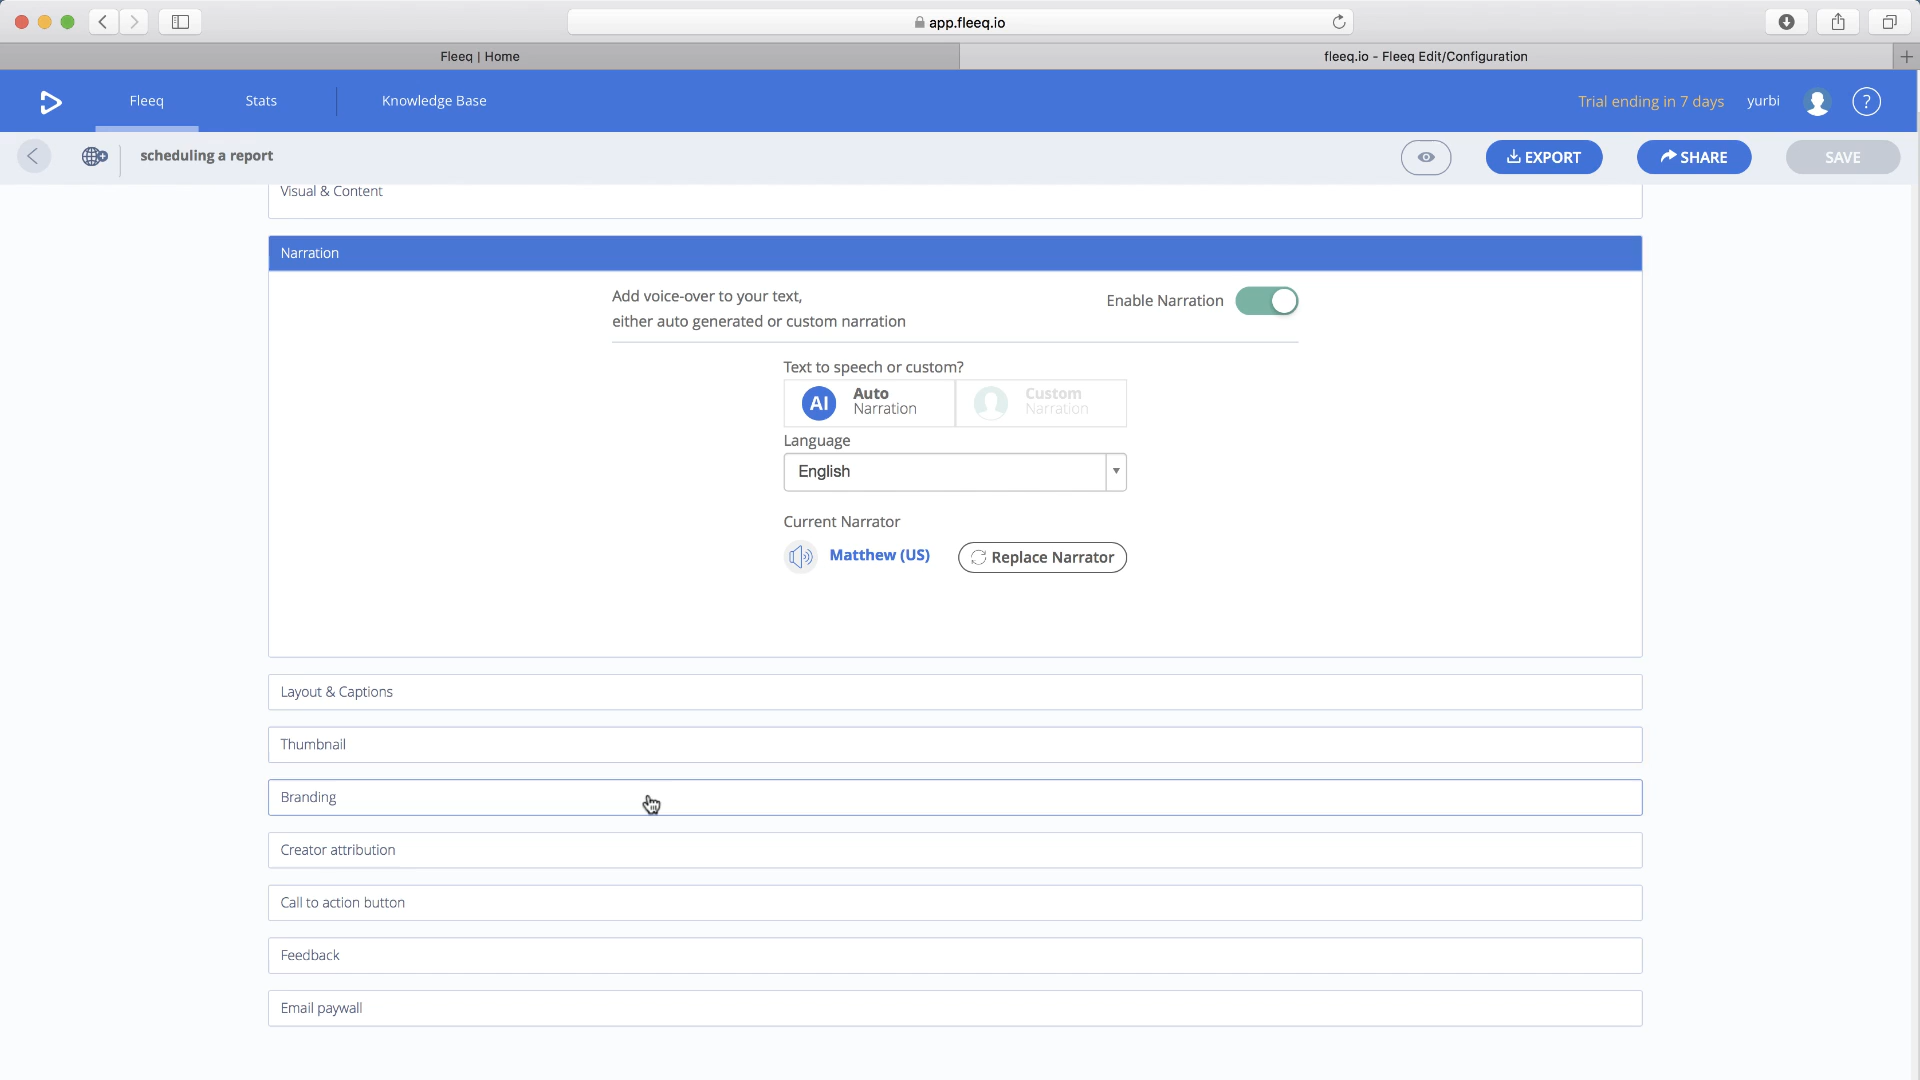 app.fleeq.io
Fleeq | Home
fleeq.io - Fleeq Edit/Configuration
Fleeq
Stats
Knowledge Base
Trial ending in 7 days
yurbi
?
scheduling a report
EXPORT
SHARE
SAVE
Visual & Content
Narration
Add voice-over to your text,
either auto generated or custom narration
Enable Narration
Text to speech or custom?
AI
Auto
Narration
Custom
Narration
Language
English
Current Narrator
Matthew (US)
Replace Narrator
Layout & Captions
Thumbnail
Branding
Creator attribution
Call to action button
Feedback
Email paywall